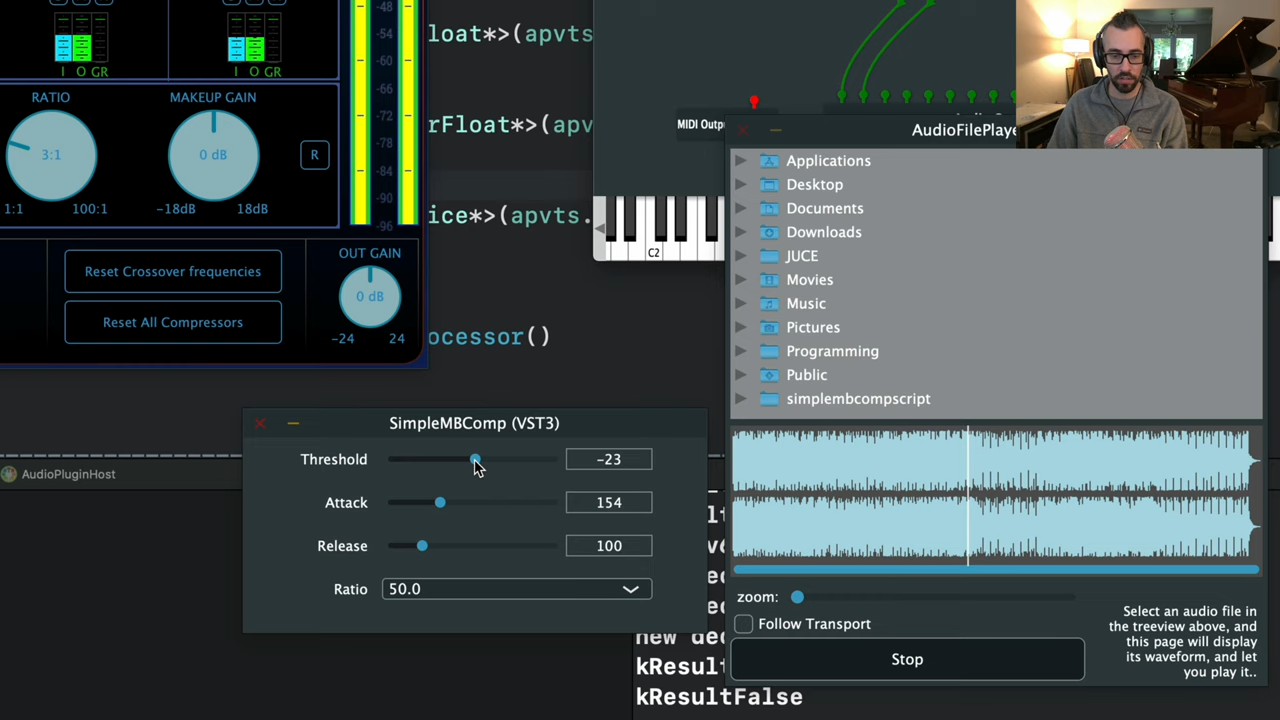 -48
-54
-60
-66
-72
-78
-84
-90
-96
I O GR
I O GR
RATIO
3:1
1:1 100:1
MAKEUP GAIN
0 dB
-18dB 18dB
R
Reset Crossover frequencies
Reset All Compressors
OUT GAIN
0 dB
-24 24
loat*>(apvts
rFloat*>(apv
ice*>(apvts.
ocessor()
MIDI Outpu
C2
AudioFilePlaye
Applications
Desktop
Documents
Downloads
JUCE
Movies
Music
Pictures
Programming
Public
simplembcompscript
SimpleMBComp (VST3)
Threshold -23
Attack 154
Release 100
Ratio 50.0
AudioPluginHost
new dec
kResul
kResultFalse
zoom:
Follow Transport
Stop
Select an audio file in
the treeview above, and
this page will display
its waveform, and let
you play it..